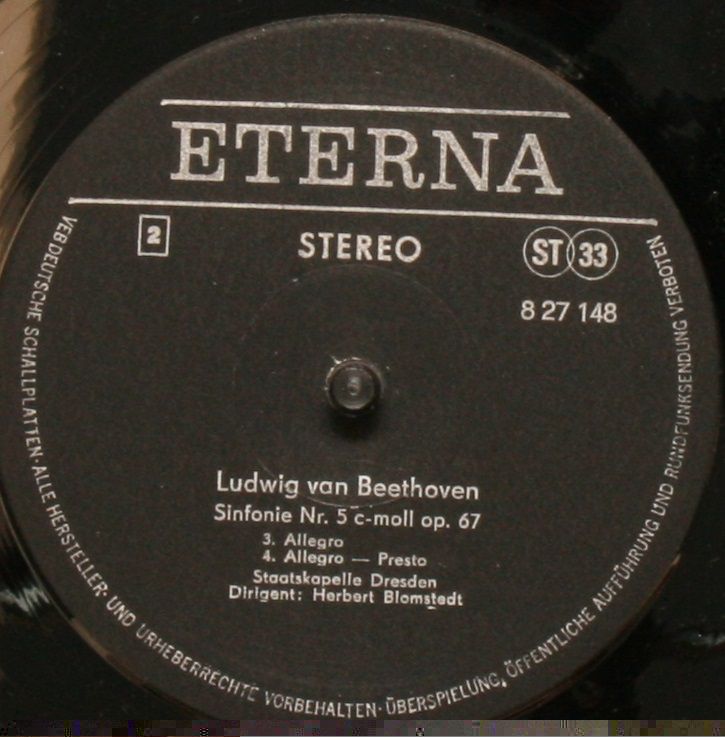 ETERNA
2
STEREO
ST 33
8 27 148
Ludwig van Beethoven
Sinfonie Nr. 5 c-moll op. 67
3. Allegro
4. Allegro — Presto
Staatskapelle Dresden
Dirigent: Herbert Blomstedt
VEB DEUTSCHE SCHALLPLATTEN · ALLE HERSTELLER- UND URHEBERRECHTE VORBEHALTEN · ÜBERSPIELUNG, ÖFFENTLICHE AUFFÜHRUNG UND RUNDFUNKSENDUNG VERBOTEN